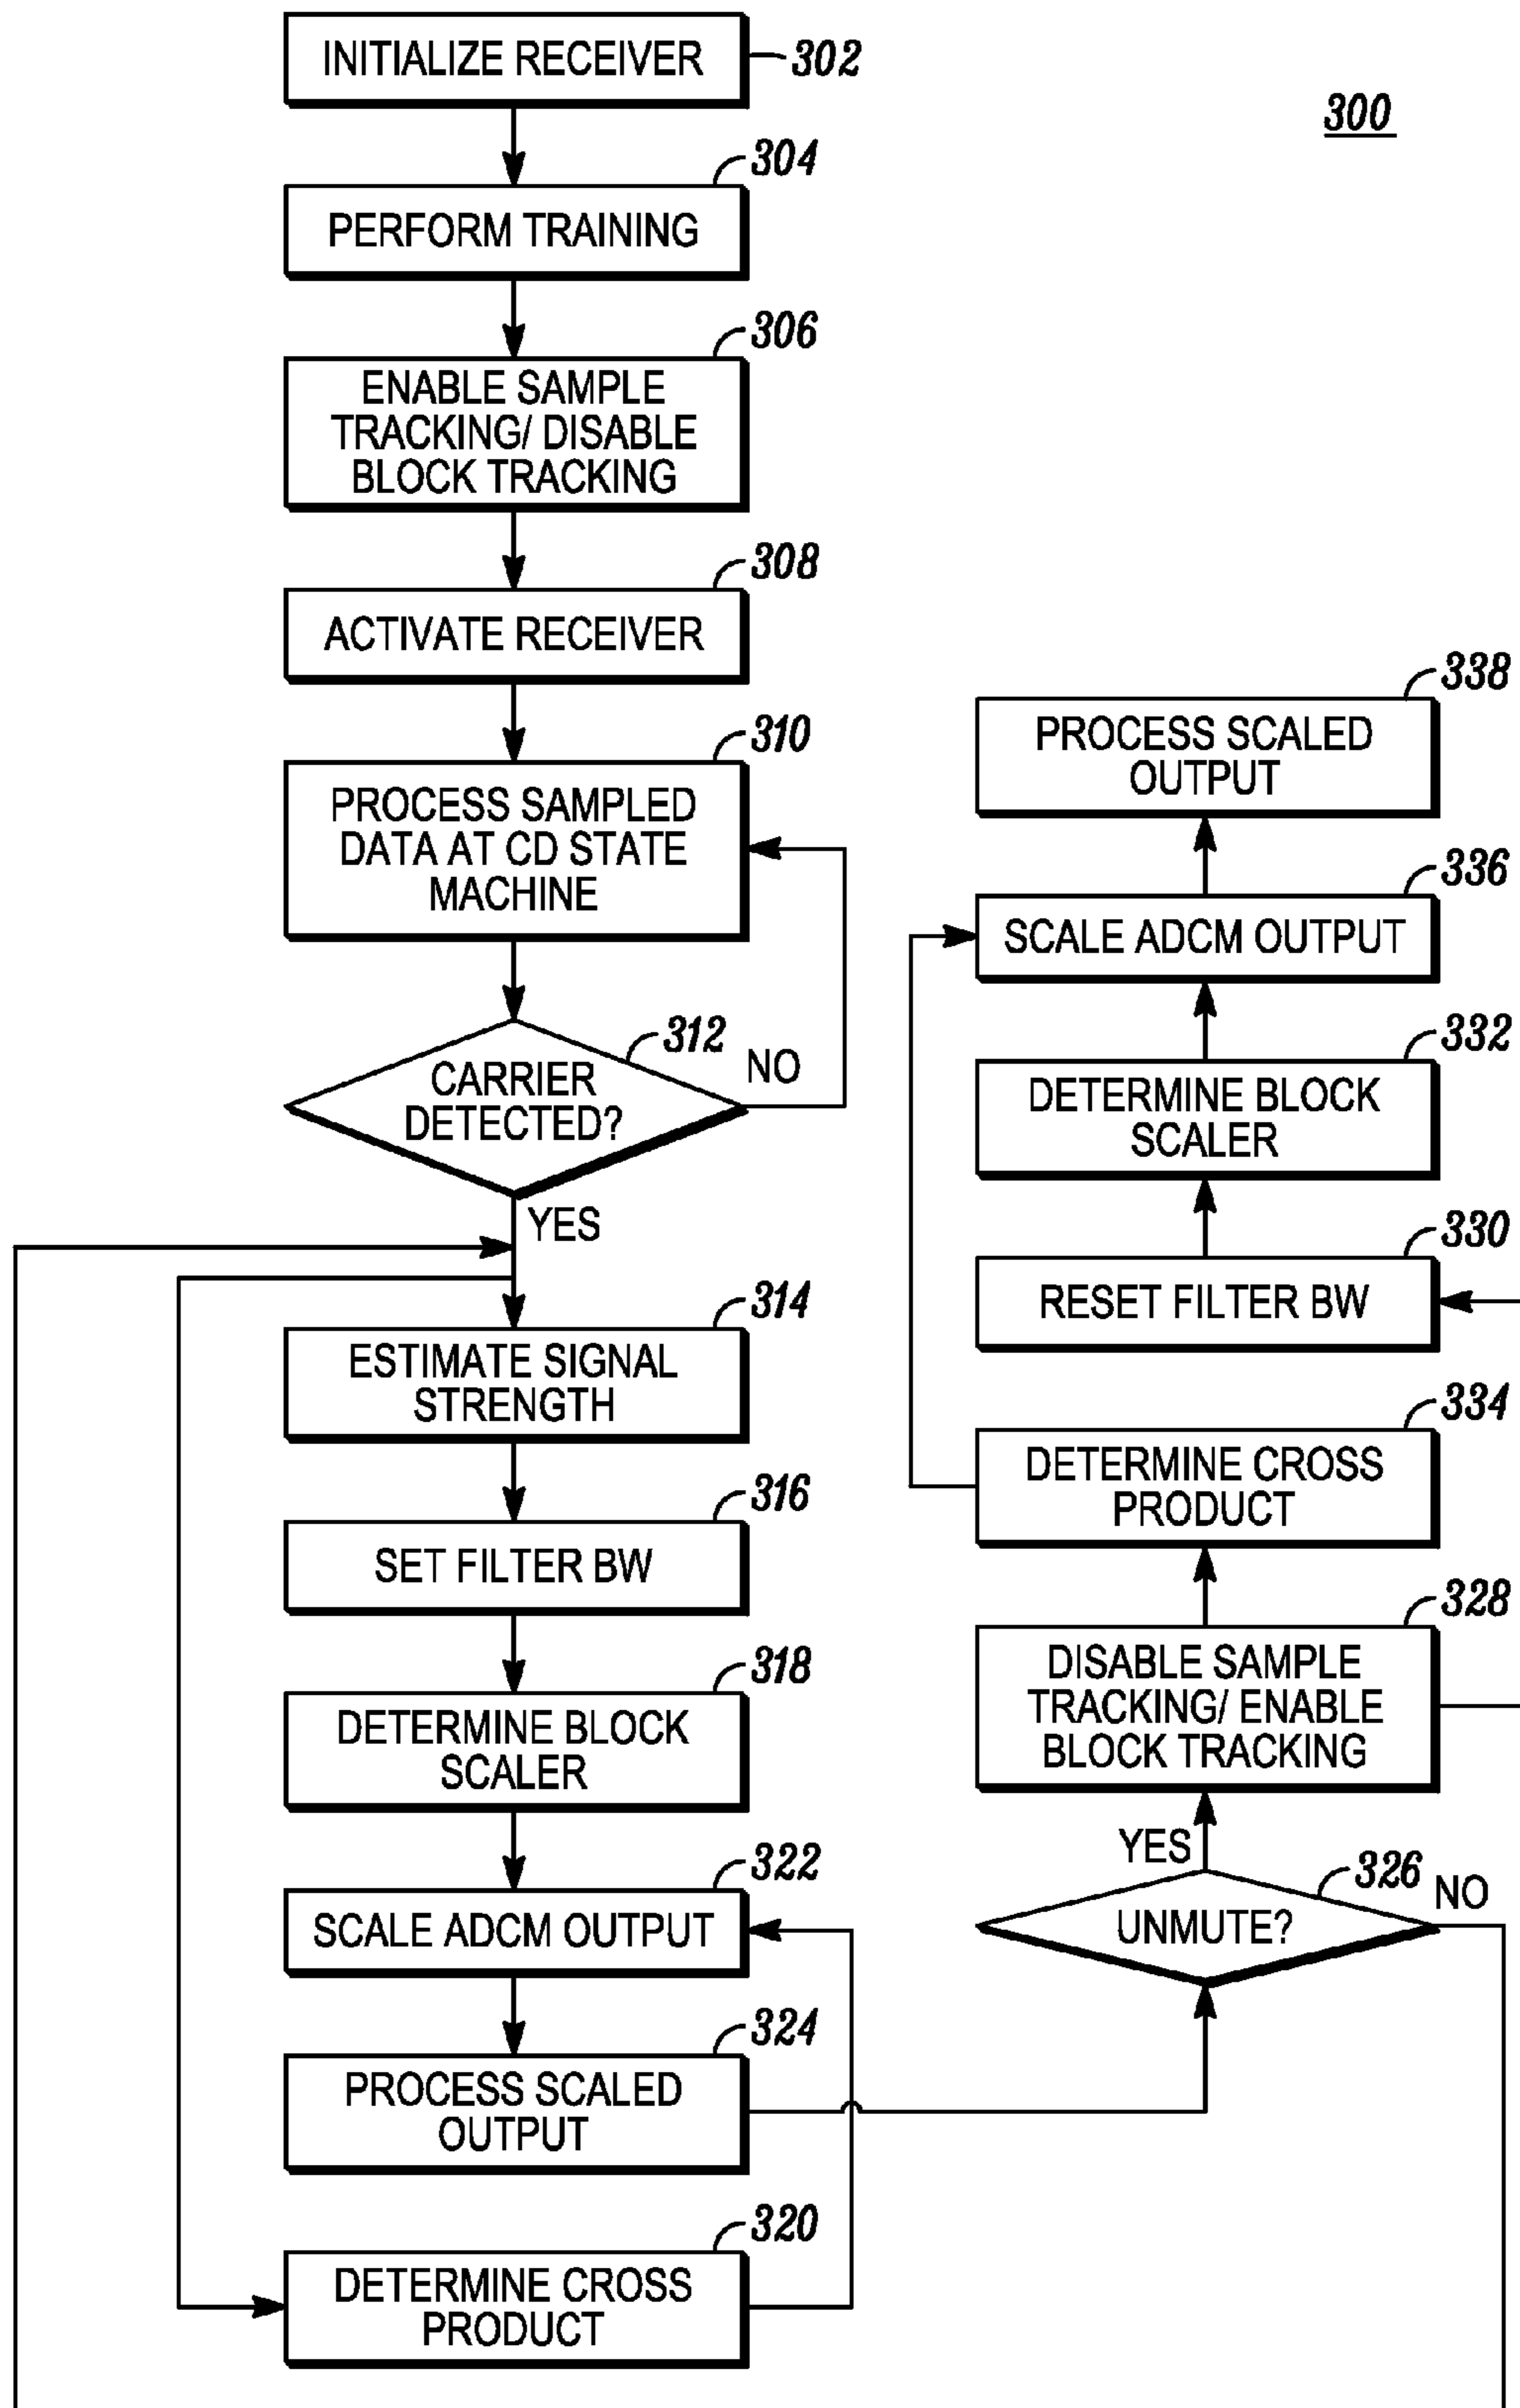 INITIALIZE RECEIVER
302
300
304
PERFORM TRAINING
306
ENABLE SAMPLE
TRACKING/ DISABLE
BLOCK TRACKING
308
ACTIVATE RECEIVER
310
PROCESS SAMPLED
DATA AT CD STATE
MACHINE
312
CARRIER
DETECTED?
NO
YES
314
ESTIMATE SIGNAL
STRENGTH
316
SET FILTER BW
318
DETERMINE BLOCK
SCALER
322
SCALE ADCM OUTPUT
324
PROCESS SCALED
OUTPUT
320
DETERMINE CROSS
PRODUCT
338
PROCESS SCALED
OUTPUT
336
SCALE ADCM OUTPUT
332
DETERMINE BLOCK
SCALER
330
RESET FILTER BW
334
DETERMINE CROSS
PRODUCT
328
DISABLE SAMPLE
TRACKING/ ENABLE
BLOCK TRACKING
YES
326
NO
UNMUTE?